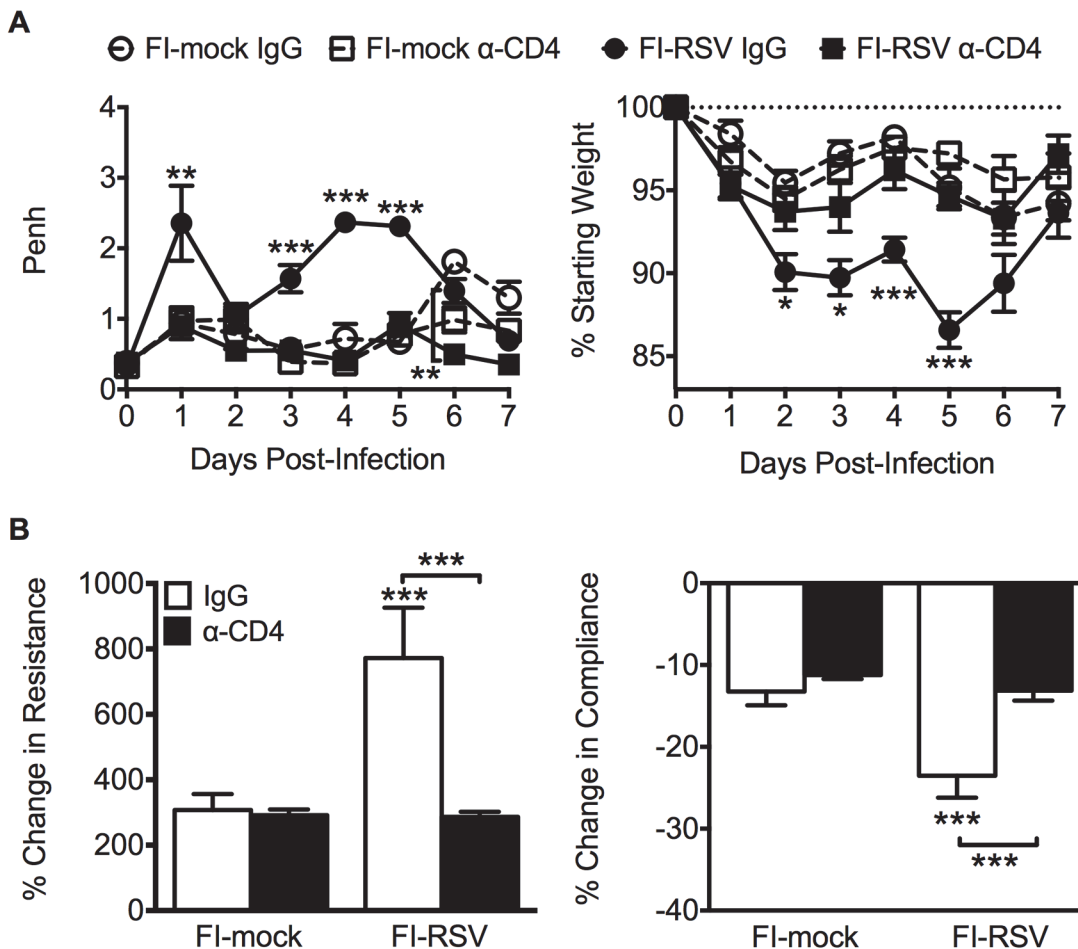 A
FI-mock IgG FI-mock α-CD4 FI-RSV IgG FI-RSV α-CD4
Penh
4
3
2
1
0
** *** *** *** **
0 1 2 3 4 5 6 7
Days Post-Infection
% Starting Weight
100
95
90
85
* * *** ***
0 1 2 3 4 5 6 7
Days Post-Infection
B
% Change in Resistance
1000
800
600
400
200
0
IgG
α-CD4
***
***
FI-mock FI-RSV
% Change in Compliance
0
-10
-20
-30
-40
***
***
FI-mock FI-RSV